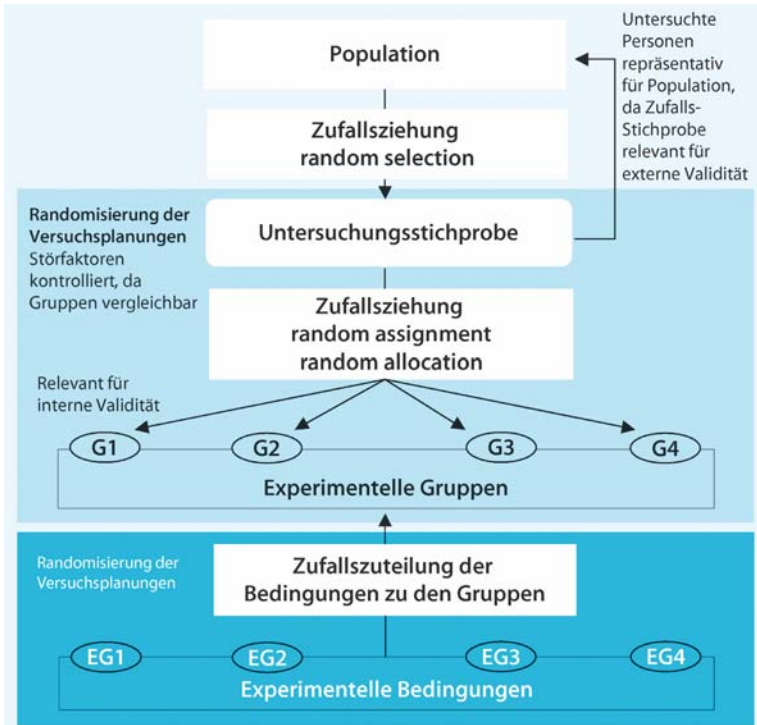 Population
Untersuchte
Personen
repräsentativ
für Population,
da Zufalls-
Stichprobe
relevant für
externe Validität
Zufallsziehung
random selection
Randomisierung der
Versuchsplanungen
Störfaktoren
kontrolliert, da
Gruppen vergleichbar
Untersuchungsstichprobe
Zufallsziehung
random assignment
random allocation
Relevant für
interne Validität
G1 G2 G3 G4
Experimentelle Gruppen
Randomisierung der
Versuchsplanungen
Zufallszuteilung der
Bedingungen zu den Gruppen
EG1 EG2 EG3 EG4
Experimentelle Bedingungen